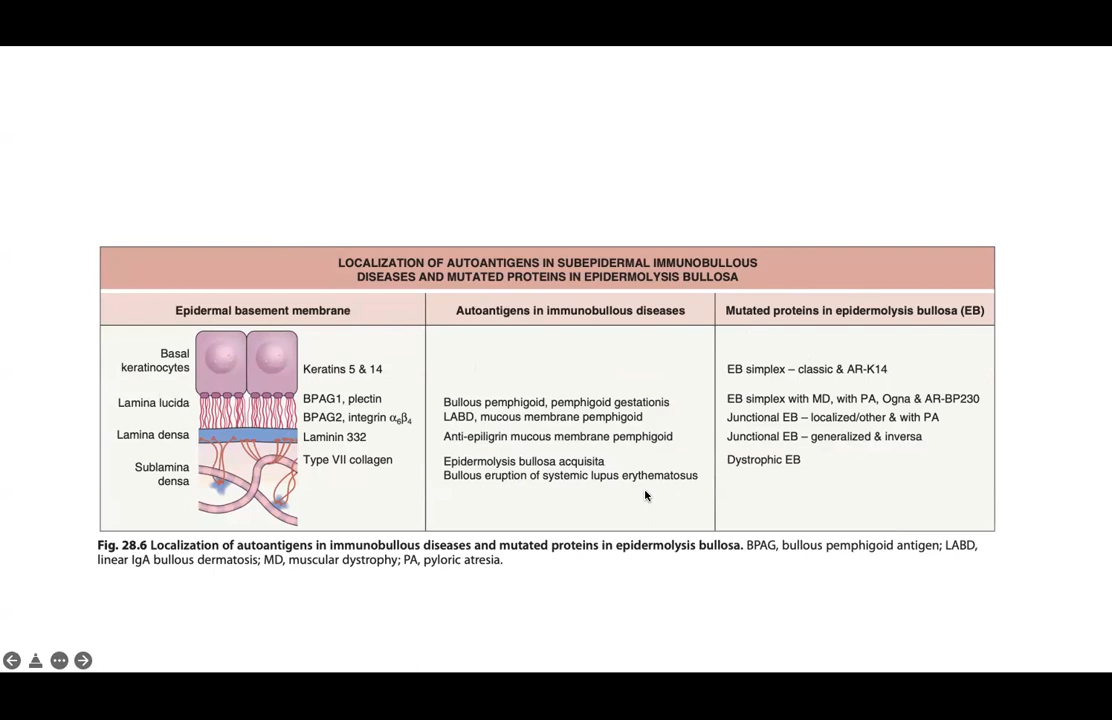 LOCALIZATION OF AUTOANTIGENS IN SUBEPIDERMAL IMMUNOBULLOUS
DISEASES AND MUTATED PROTEINS IN EPIDERMOLYSIS BULLOSA
Epidermal basement membrane
Autoantigens in immunobullous diseases
Mutated proteins in epidermolysis bullosa (EB)
Basal
keratinocytes
Keratins 5 & 14
EB simplex – classic & AR-K14
Lamina lucida
BPAG1, plectin
Bullous pemphigoid, pemphigoid gestationis
EB simplex with MD, with PA, Ogna & AR-BP230
BPAG2, integrin α6β4
LABD, mucous membrane pemphigoid
Junctional EB – localized/other & with PA
Lamina densa
Laminin 332
Anti-epiligrin mucous membrane pemphigoid
Junctional EB – generalized & inversa
Sublamina
densa
Type VII collagen
Epidermolysis bullosa acquisita
Bullous eruption of systemic lupus erythematosus
Dystrophic EB
Fig. 28.6 Localization of autoantigens in immunobullous diseases and mutated proteins in epidermolysis bullosa. BPAG, bullous pemphigoid antigen; LABD,
linear IgA bullous dermatosis; MD, muscular dystrophy; PA, pyloric atresia.